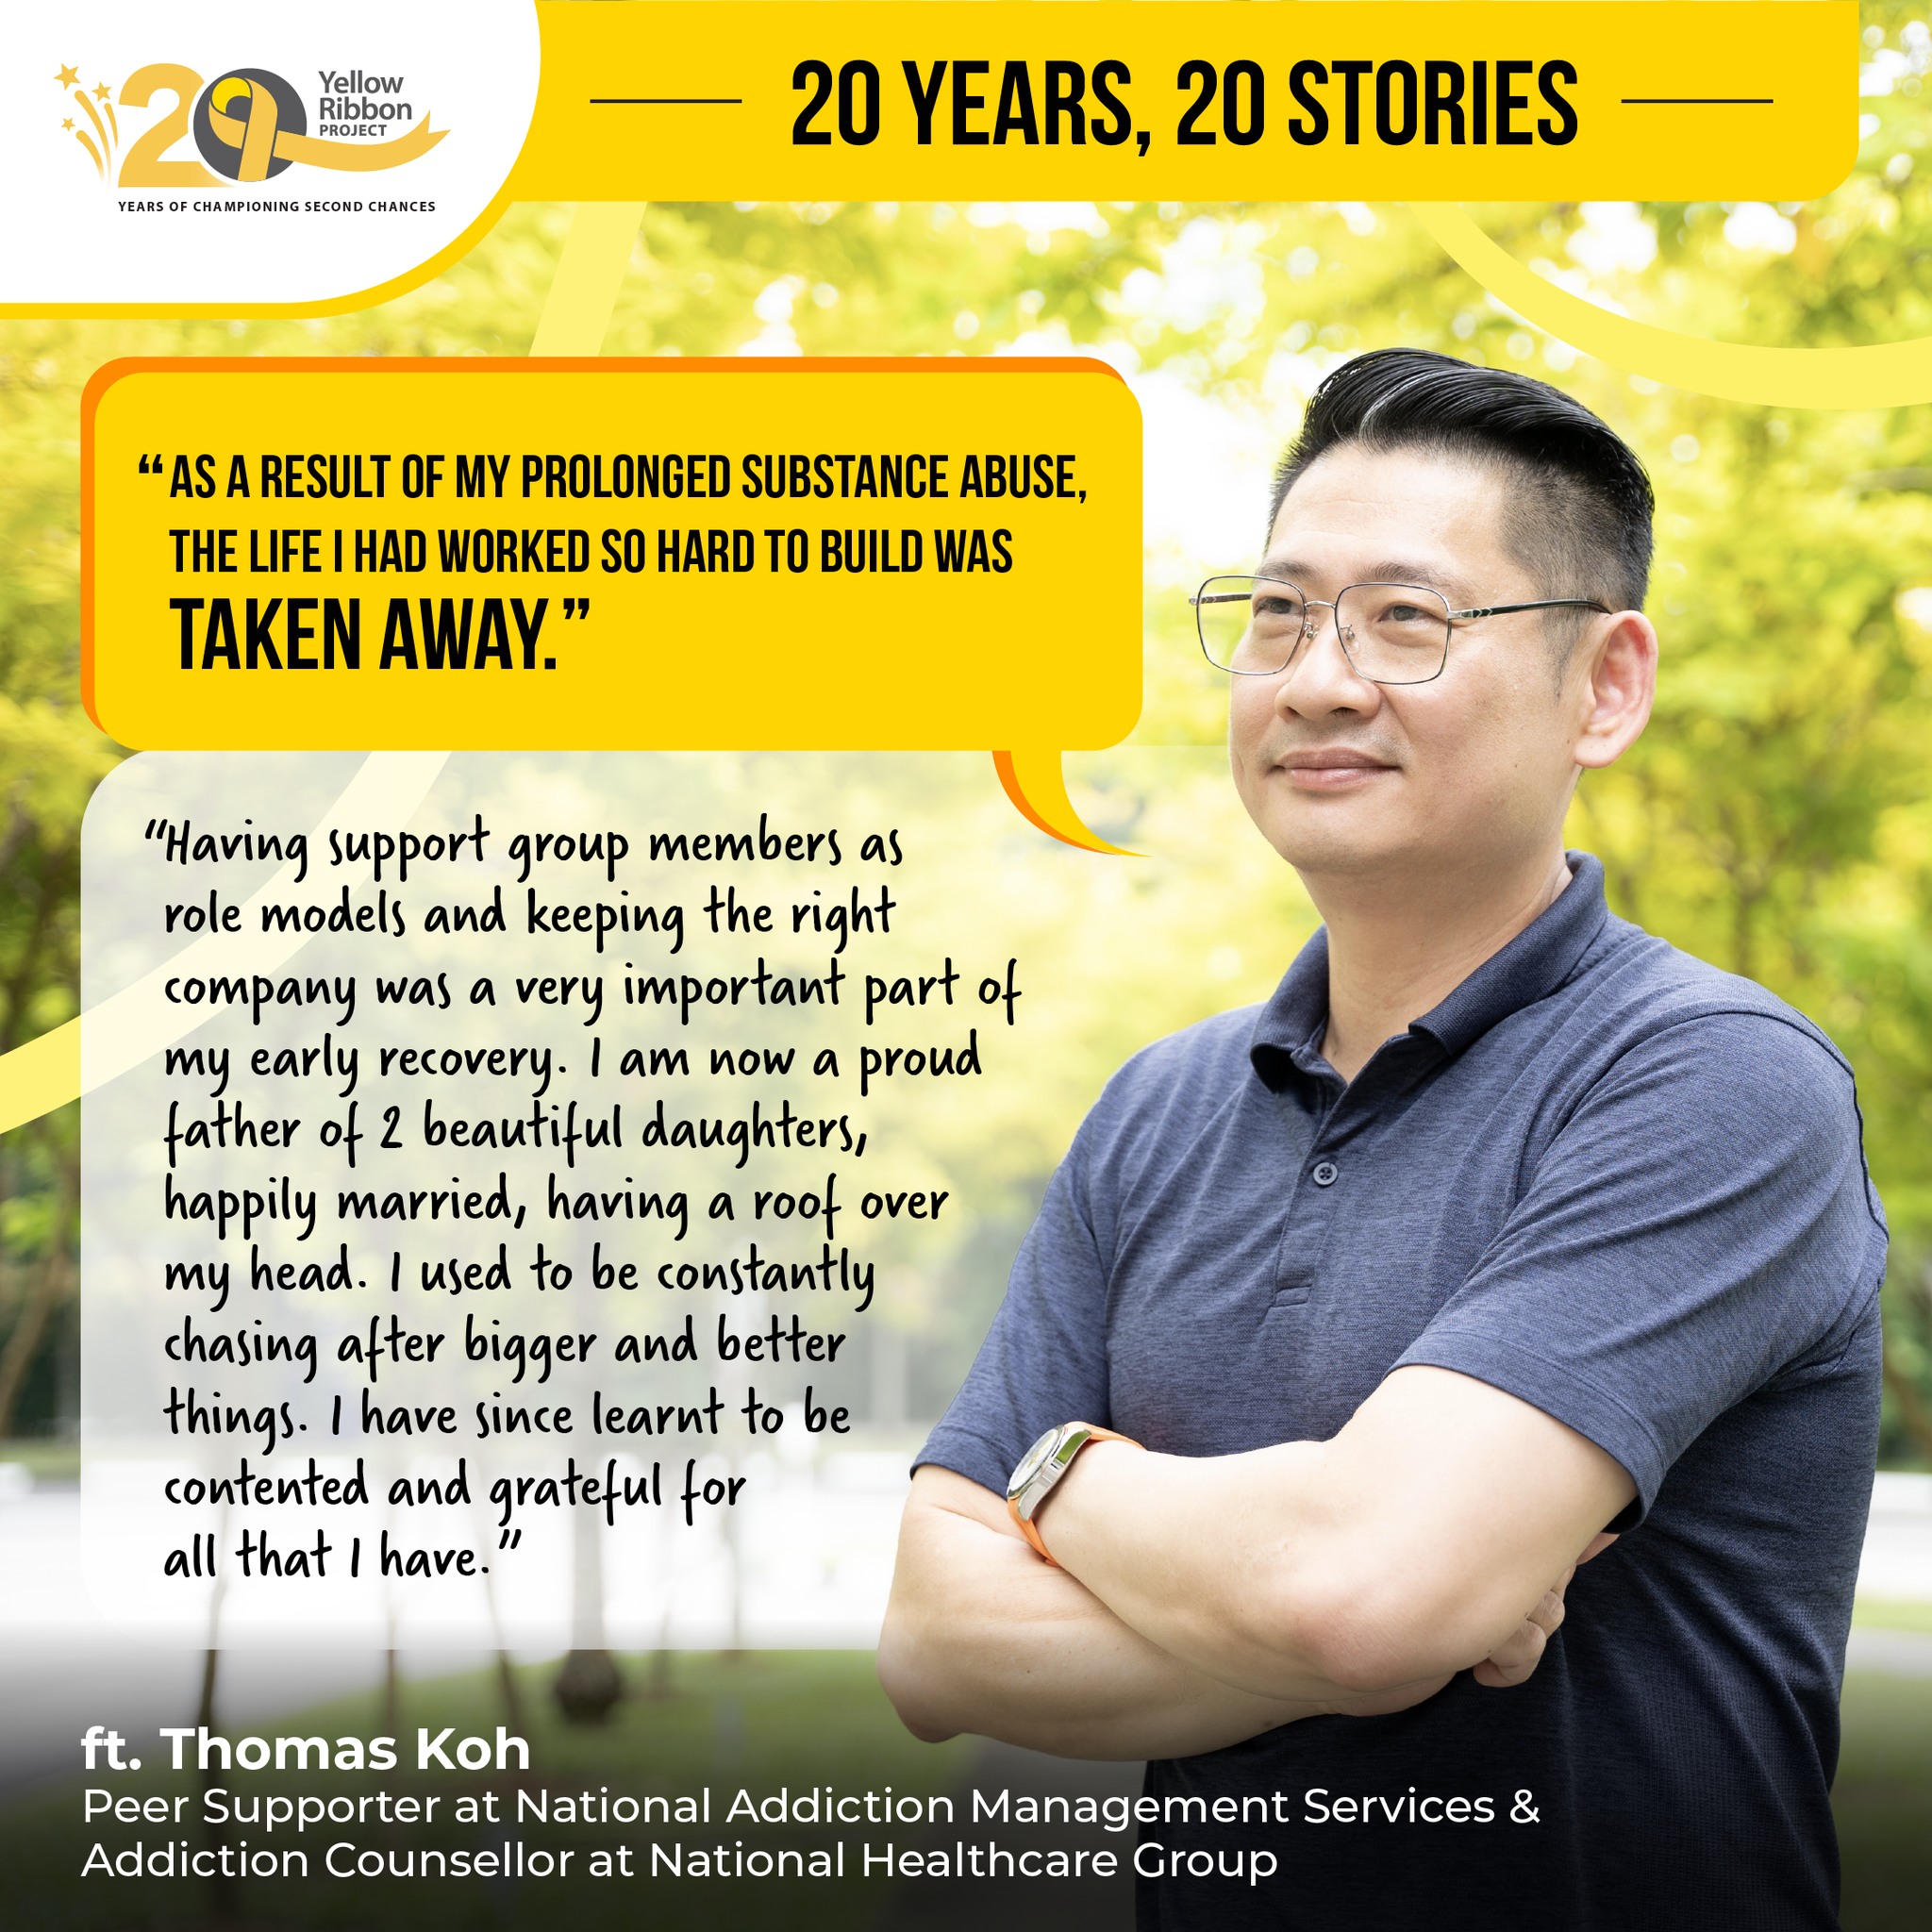 20 Yellow
Ribbon
PROJECT
YEARS OF CHAMPIONING SECOND CHANCES
20 YEARS, 20 STORIES
“AS A RESULT OF MY PROLONGED SUBSTANCE ABUSE,
THE LIFE I HAD WORKED SO HARD TO BUILD WAS
TAKEN AWAY.”
“Having support group members as
role models and keeping the right
company was a very important part of
my early recovery. I am now a proud
father of 2 beautiful daughters,
happily married, having a roof over
my head. I used to be constantly
chasing after bigger and better
things. I have since learnt to be
contented and grateful for
all that I have.”
ft. Thomas Koh
Peer Supporter at National Addiction Management Services &
Addiction Counsellor at National Healthcare Group